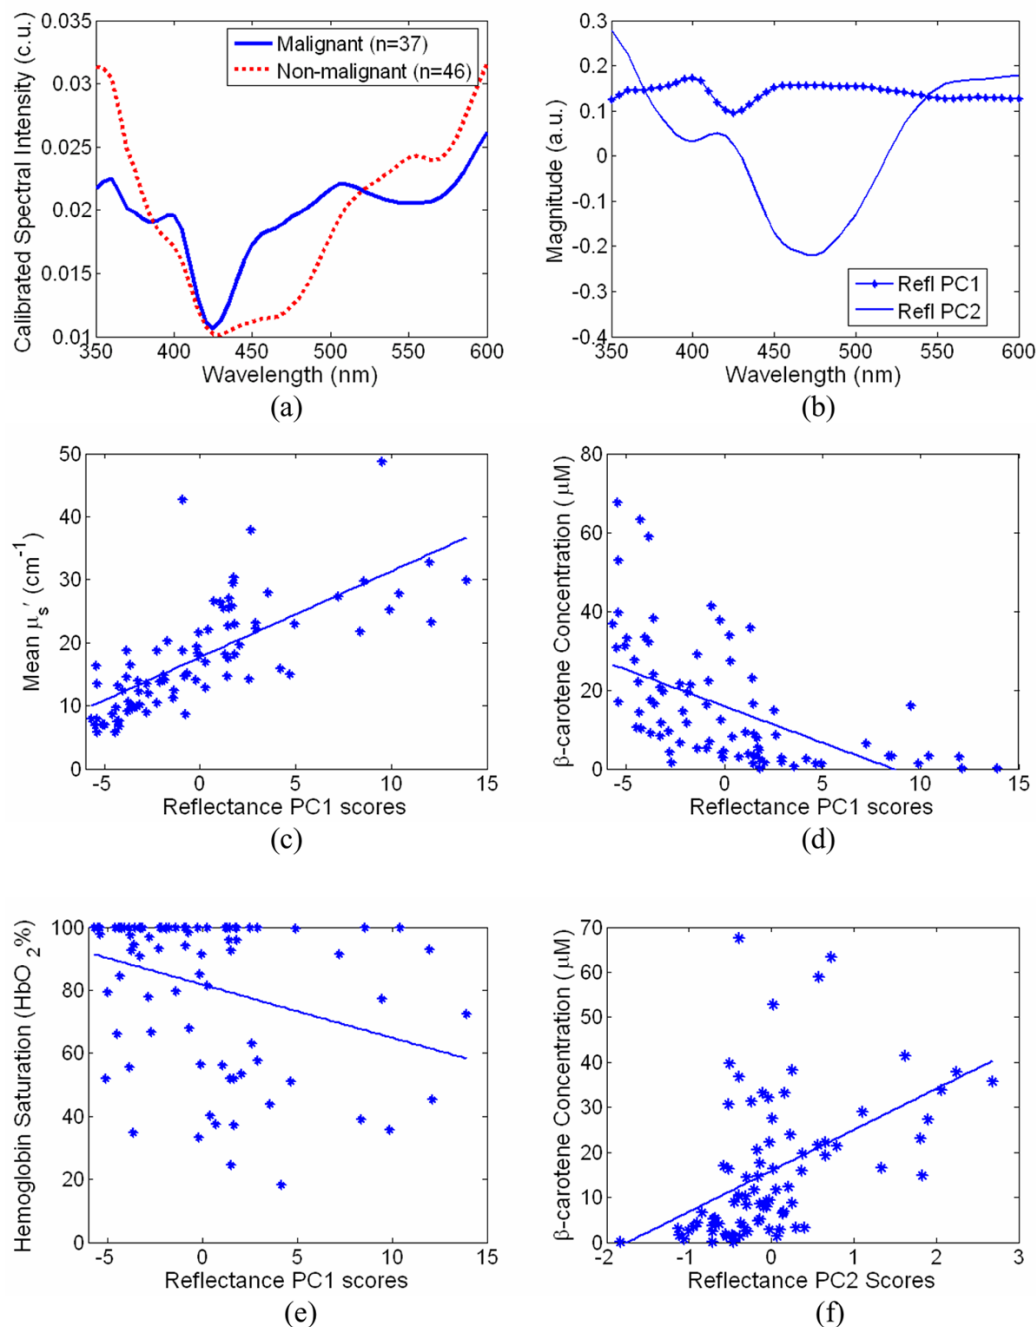 Calibrated Spectral Intensity (c.u.)
0.035
0.03
0.025
0.02
0.015
0.01
Malignant (n=37)
Non-malignant (n=46)
350 400 450 500 550 600
Wavelength (nm)
(a)
Magnitude (a.u.)
0.3
0.2
0.1
0
-0.1
-0.2
-0.3
-0.4
Refl PC1
Refl PC2
350 400 450 500 550 600
Wavelength (nm)
(b)
Mean μs′ (cm-1)
50
40
30
20
10
0
-5 0 5 10 15
Reflectance PC1 scores
(c)
β-carotene Concentration ( μM)
80
60
40
20
0
-5 0 5 10 15
Reflectance PC1 scores
(d)
Hemoglobin Saturation (HbO 2%)
100
80
60
40
20
0
-5 0 5 10 15
Reflectance PC1 scores
(e)
β-carotene Concentration ( μM)
70
60
50
40
30
20
10
0
-2 -1 0 1 2 3
Reflectance PC2 Scores
(f)